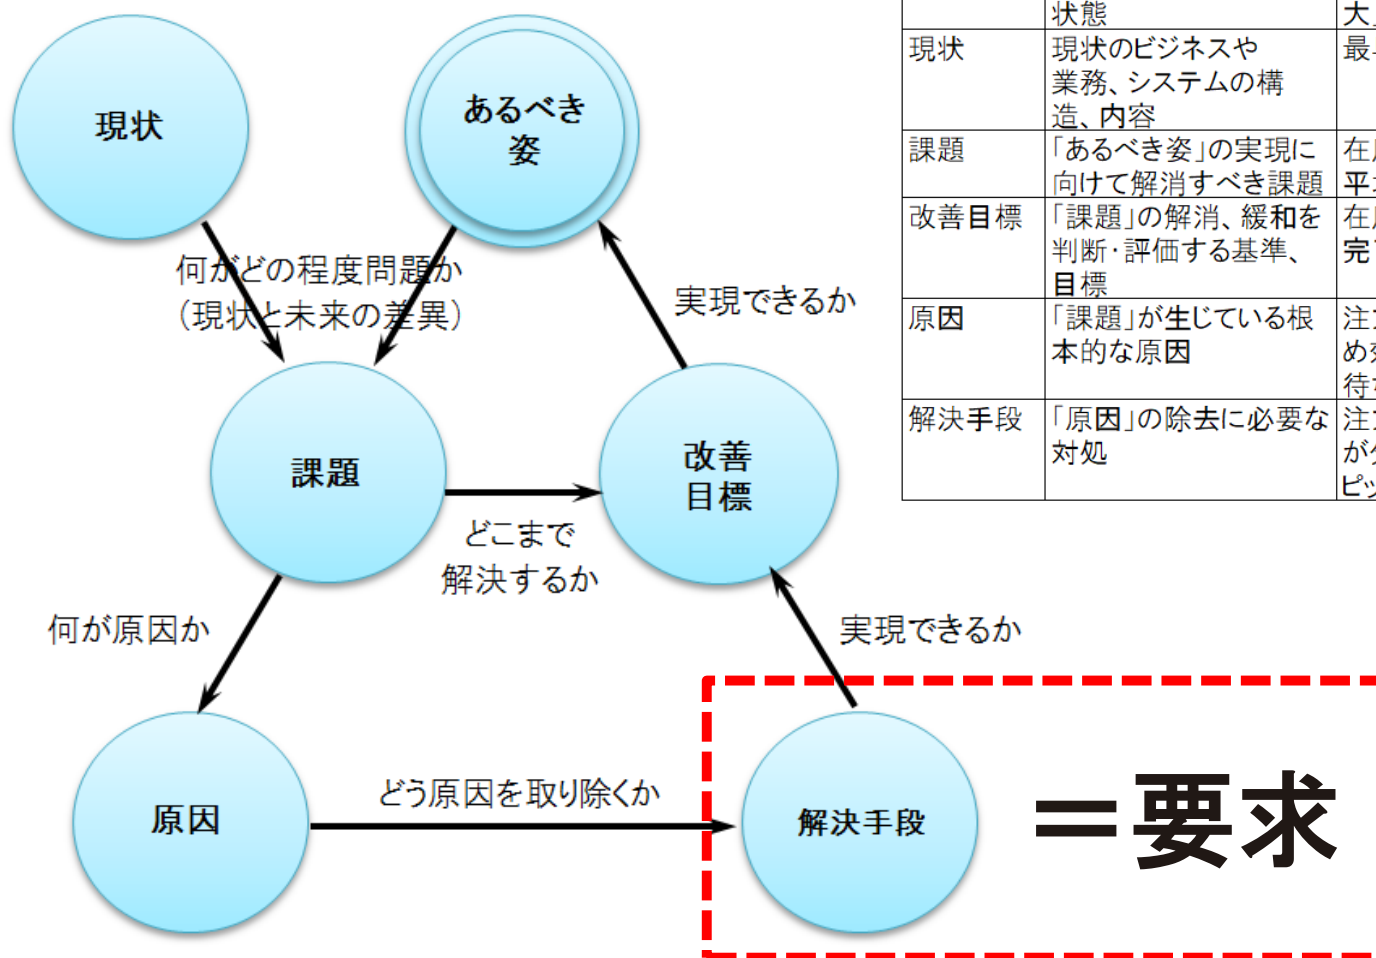 現状
あるべき
姿
何がどの程度問題か
（現状と未来の差異）
実現できるか
課題
改善
目標
どこまで
解決するか
何が原因か
実現できるか
原因
どう原因を取り除くか
解決手段
＝要求
状態
現状
現状のビジネスや
業務、システムの構
造、内容
課題
「あるべき姿」の実現に
向けて解消すべき課題
改善目標
「課題」の解消、緩和を
判断・評価する基準、
目標
原因
「課題」が生じている根
本的な原因
解決手段
「原因」の除去に必要な
対処